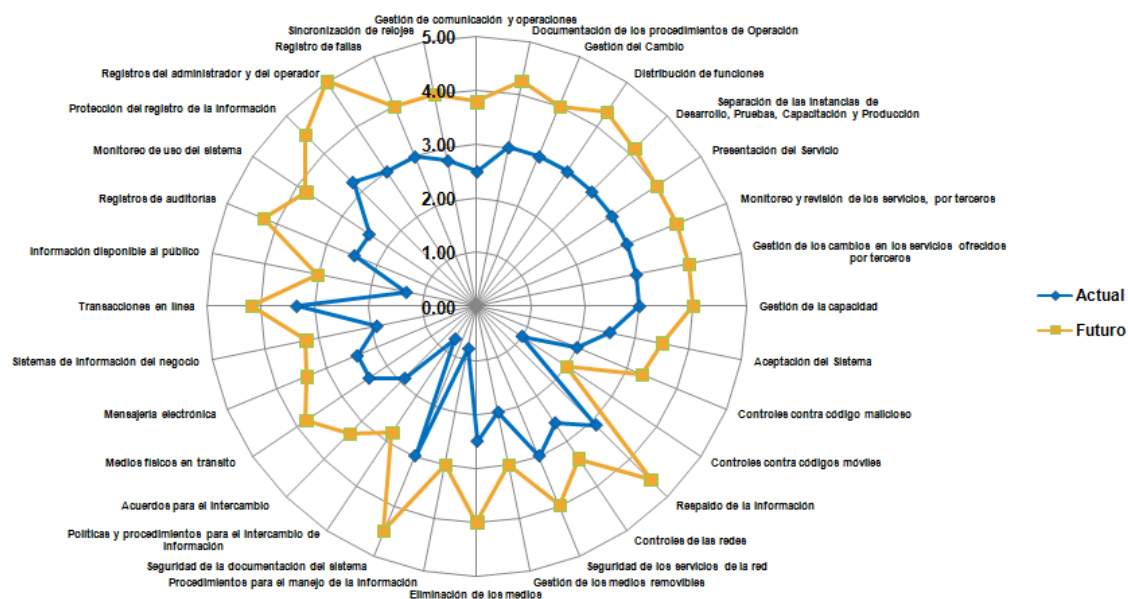 Gestión de comunicación y operaciones
Sincronización de relojes
Documentación de los procedimientos de Operación
Registro de fallas
5.00
Gestión del Cambio
Registros del administrador y del operador
Distribución de funciones
4.00
Protección del registro de la información
Separación de las instancias de
Desarrollo, Pruebas, Capacitación y Producción
Monitoreo de uso del sistema
3.00
Presentación del Servicio
Registros de auditorias
2.00
Monitoreo y revisión de los servicios, por terceros
Información disponible al público
1.00
Gestión de los cambios en los servicios ofrecidos
por terceros
Transacciones en línea
0.00
Gestión de la capacidad
Actual
Futuro
Sistemas de información del negocio
Aceptación del Sistema
Mensajería electrónica
Controles contra código malicioso
Medios físicos en tránsito
Controles contra códigos móviles
Acuerdos para el intercambio
Respaldo de la información
Políticas y procedimientos para el intercambio de
información
Controles de las redes
Seguridad de la documentación del sistema
Seguridad de los servicios de la red
Procedimientos para el manejo de la información
Gestión de los medios removibles
Eliminación de los medios